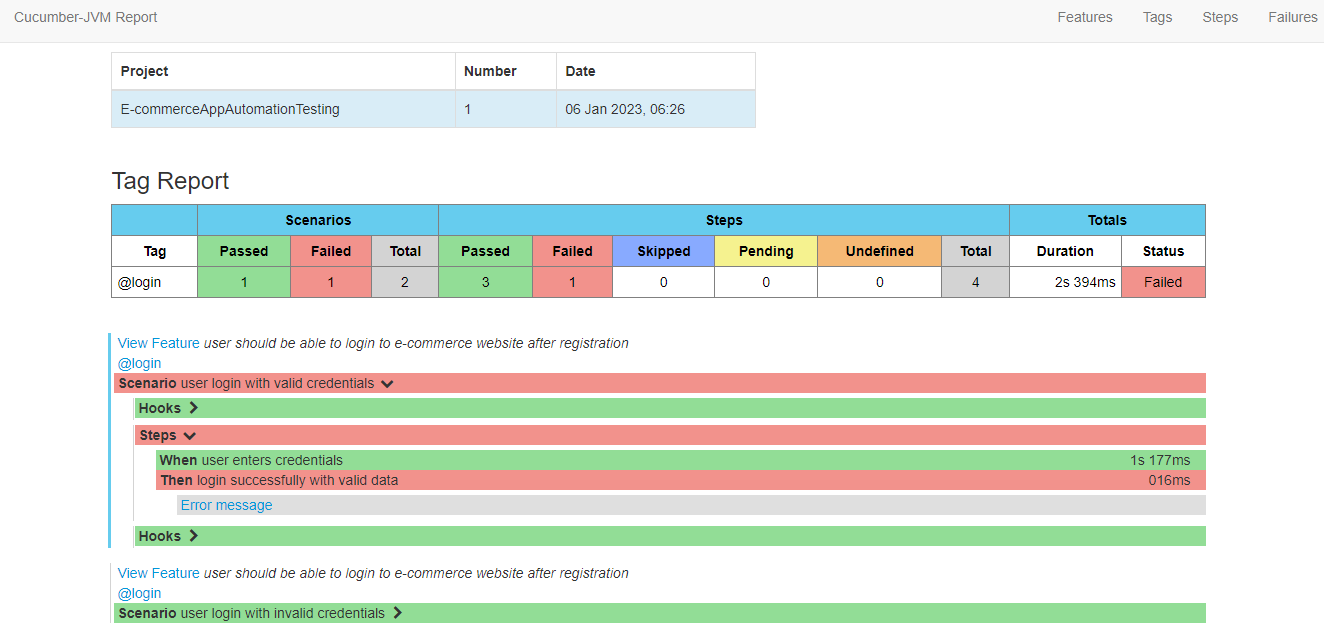 Cucumber-JVM Report Features Tags Steps Failures
Project Number Date
E-commerceAppAutomationTesting 1 06 Jan 2023, 06:26
Tag Report
Scenarios Steps Totals
Tag Passed Failed Total Passed Failed Skipped Pending Undefined Total Duration Status
@login 1 1 2 3 1 0 0 0 4 2s 394ms Failed
View Feature user should be able to login to e-commerce website after registration
@login
Scenario user login with valid credentials
Hooks
Steps
When user enters credentials 1s 177ms
Then login successfully with valid data 016ms
Error message
Hooks
View Feature user should be able to login to e-commerce website after registration
@login
Scenario user login with invalid credentials